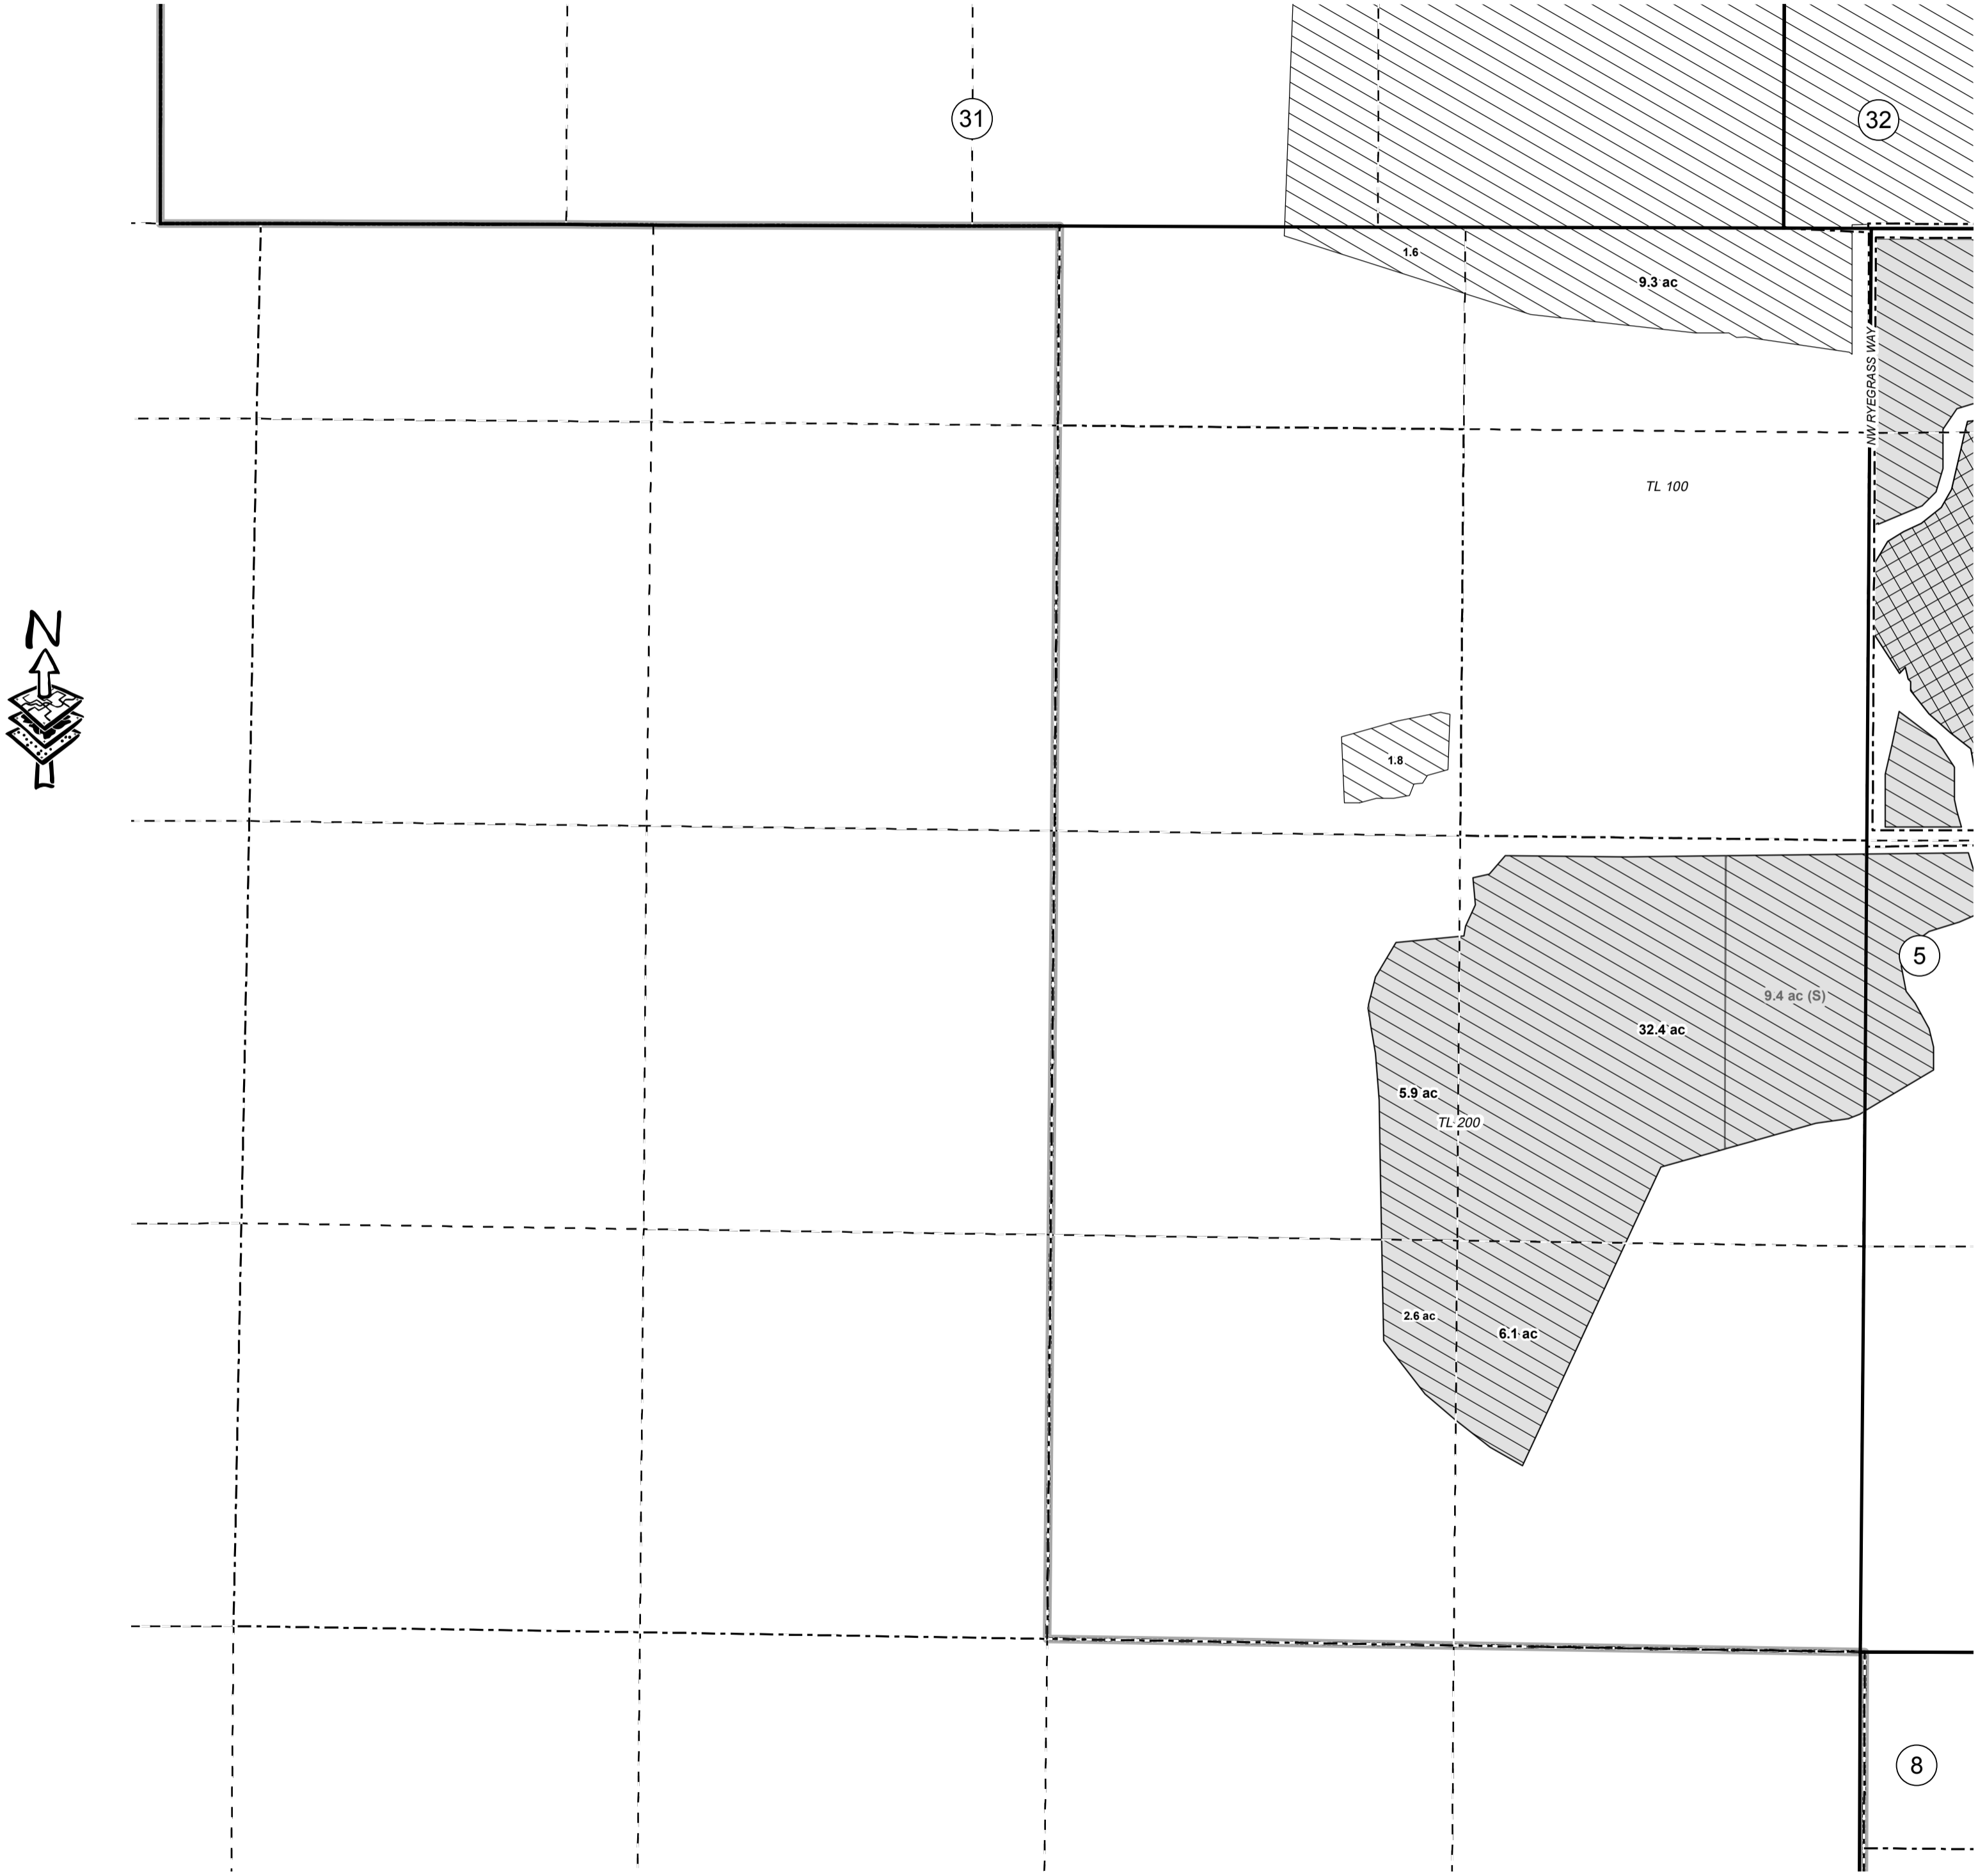 31
32
1.6
9.3 ac
NW RYEGRASS WAY
TL 100
N
1.8
5
9.4 ac (S)
32.4 ac
5.9 ac
TL 200
2.6 ac
6.1 ac
8